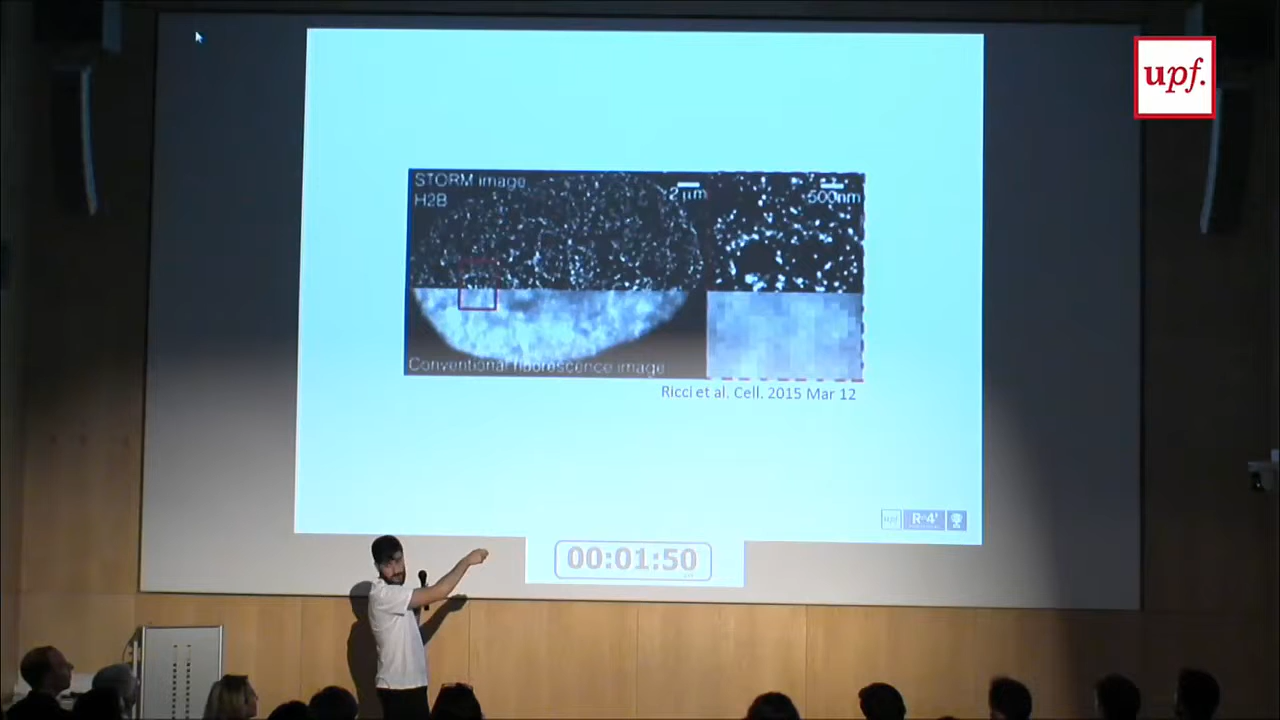 upf.
STORM image
H2B
2 μm
500nm
Conventional fluorescence image
Ricci et al. Cell. 2015 Mar 12
upf.
R=4'
00:01:50